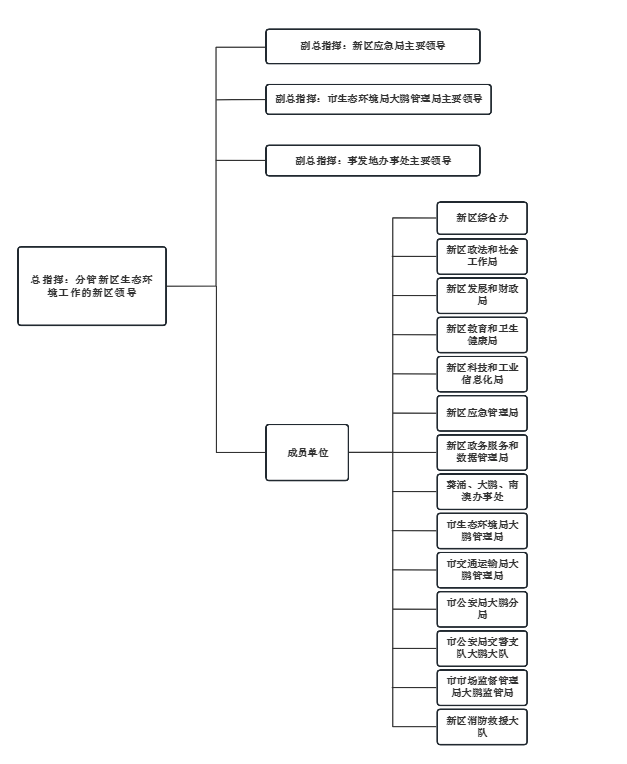 副总指挥：新区应急局主要领导
副总指挥：市生态环境局大鹏管理局主要领导
副总指挥：事发地办事处主要领导
总指挥：分管新区生态环
境工作的新区领导
成员单位
新区综合办
新区政法和社会
工作局
新区发展和财政
局
新区教育和卫生
健康局
新区科技和工业
信息化局
新区应急管理局
新区政务服务和
数据管理局
葵涌、大鹏、南
澳办事处
市生态环境局大
鹏管理局
市交通运输局大
鹏管理局
市公安局大鹏分
局
市公安局交警支
队大鹏大队
市市场监督管理
局大鹏监管局
新区消防救援大
队